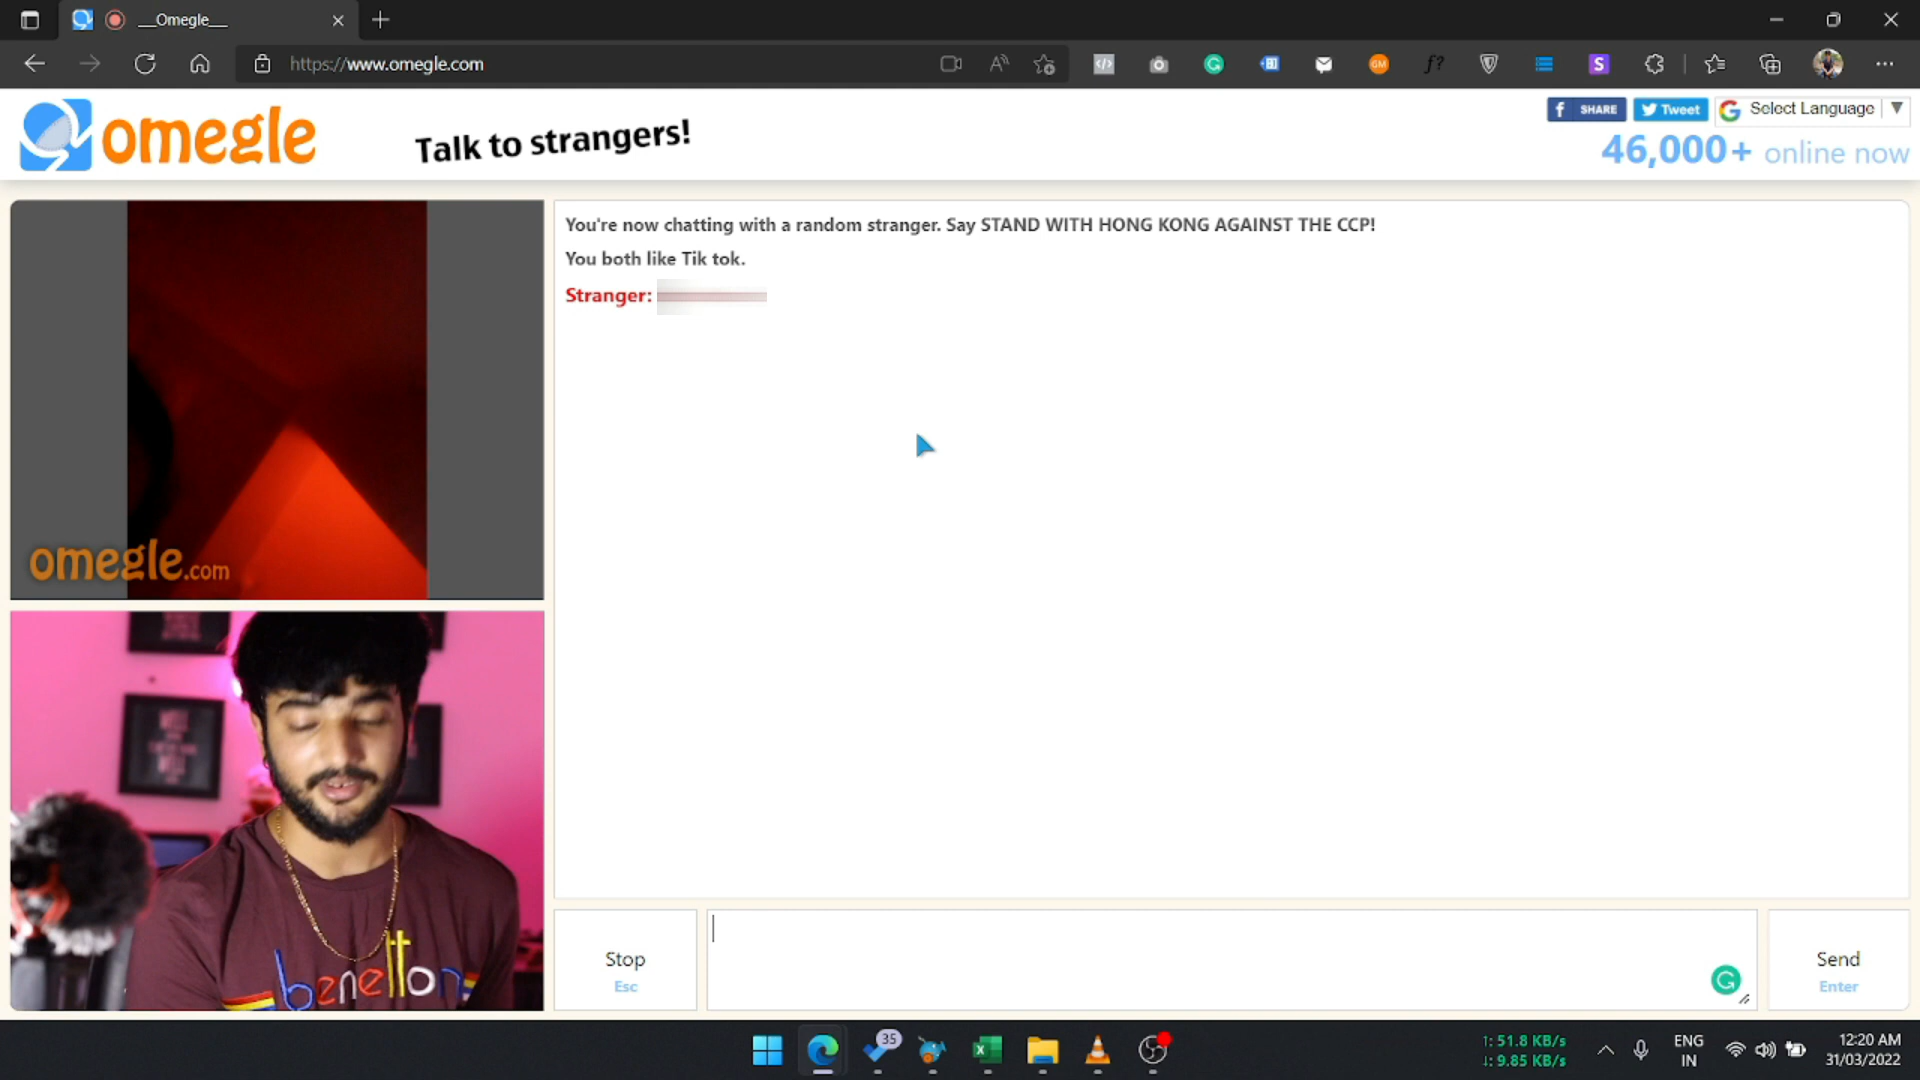 __Omegle__
https://www.omegle.com
omegle
Talk to strangers!
f SHARE
Tweet
Select Language
46,000+ online now
You're now chatting with a random stranger. Say STAND WITH HONG KONG AGAINST THE CCP!
You both like Tik tok.
Stranger:
omegle.com
benetton
Stop
Esc
Send
Enter
35
↑: 51.8 KB/s
↓: 9.85 KB/s
ENG
IN
12:20 AM
31/03/2022